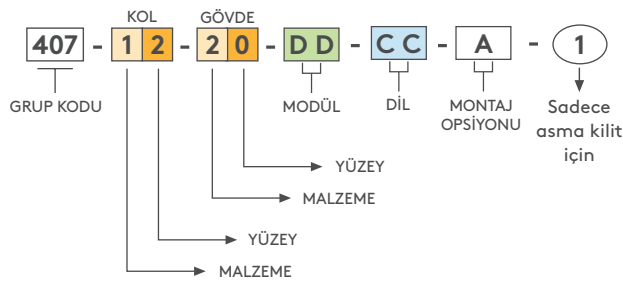 KOL GÖVDE
407 - 1 2 - 2 0 - D D - C C - A - 1
GRUP KODU MODÜL DİL MONTAJ OPSİYONU Sadece asma kilit için
YÜZEY
MALZEME
YÜZEY
MALZEME